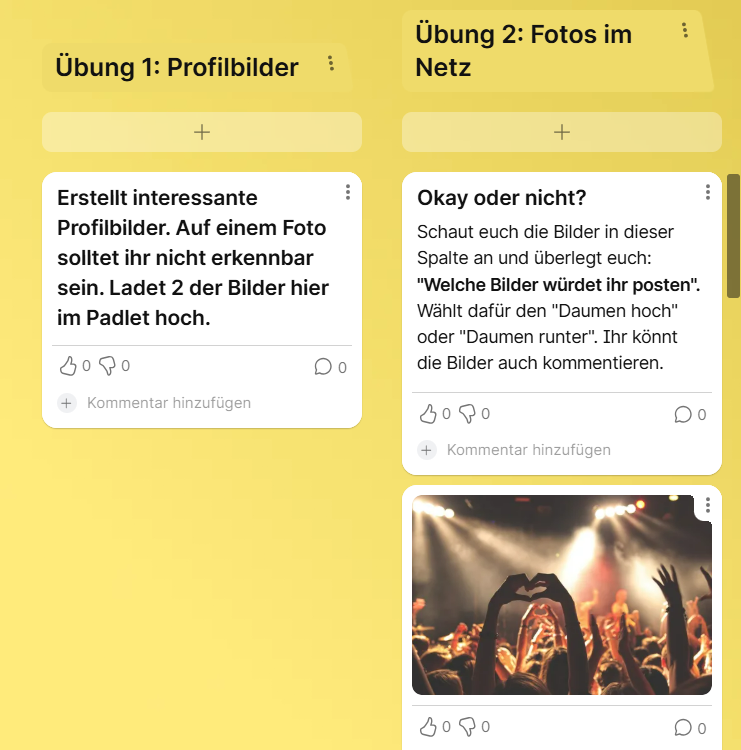 Übung 1: Profilbilder
Erstellt interessante
Profilbilder. Auf einem Foto
solltet ihr nicht erkennbar
sein. Ladet 2 der Bilder hier
im Padlet hoch.
0 0 0
Kommentar hinzufügen
Übung 2: Fotos im
Netz
Okay oder nicht?
Schaut euch die Bilder in dieser
Spalte an und überlegt euch:
"Welche Bilder würdet ihr posten".
Wählt dafür den "Daumen hoch"
oder "Daumen runter". Ihr könnt
die Bilder auch kommentieren.
0 0 0
Kommentar hinzufügen
0 0 0